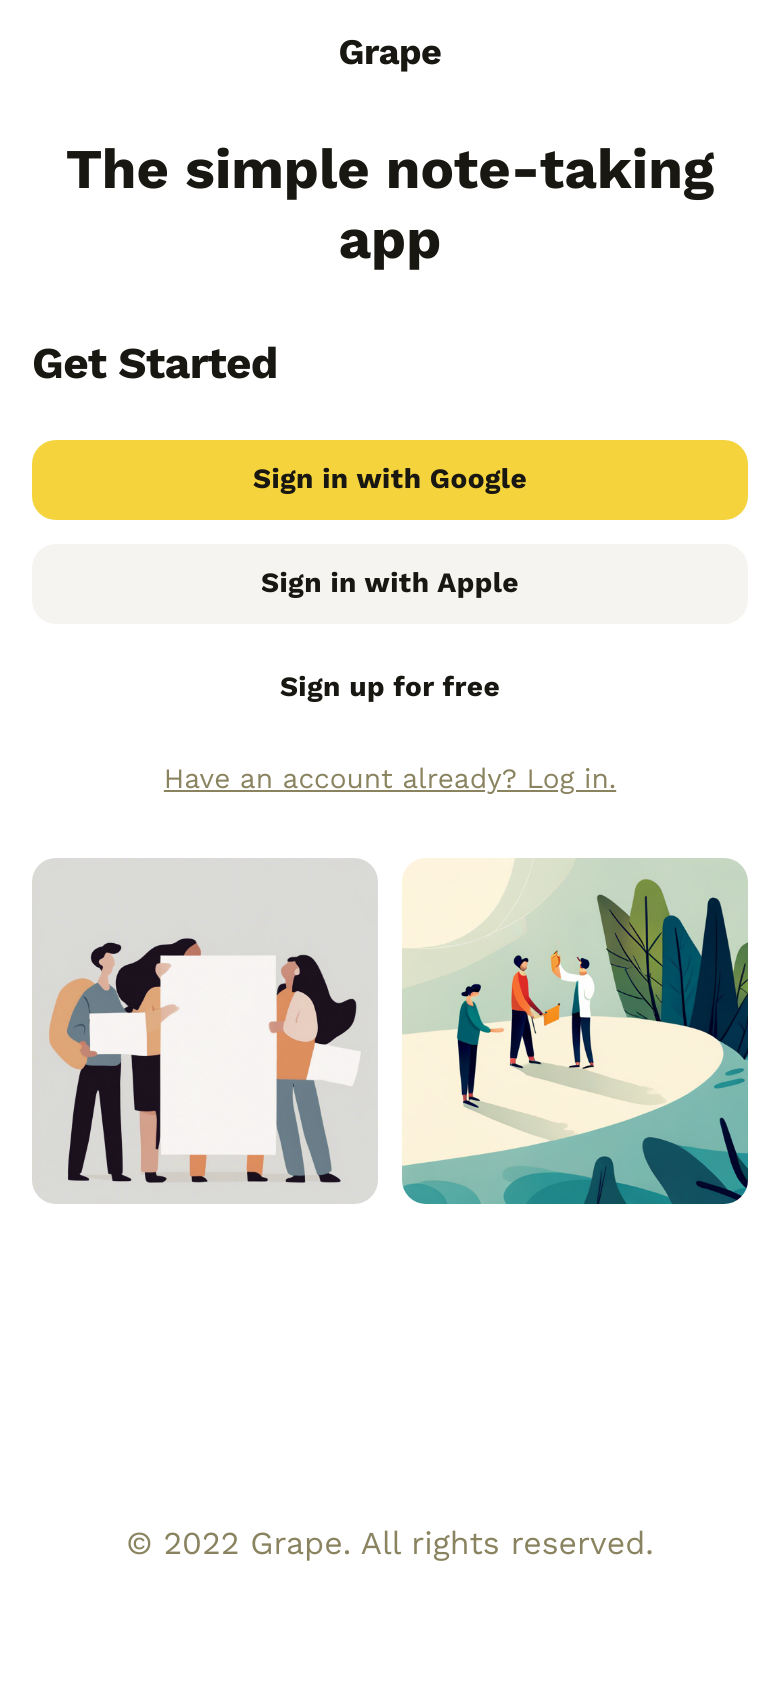 Grape
The simple note-taking
app
Get Started
Sign in with Google
Sign in with Apple
Sign up for free
Have an account already? Log in.
© 2022 Grape. All rights reserved.